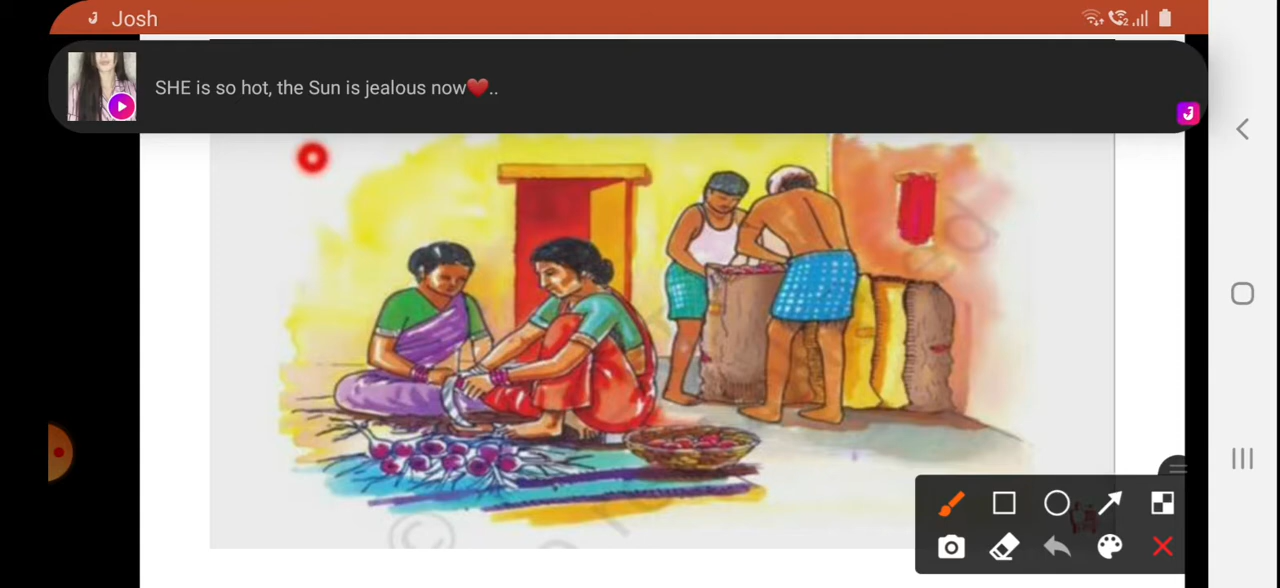 Josh
SHE is so hot, the Sun is jealous now❤️..